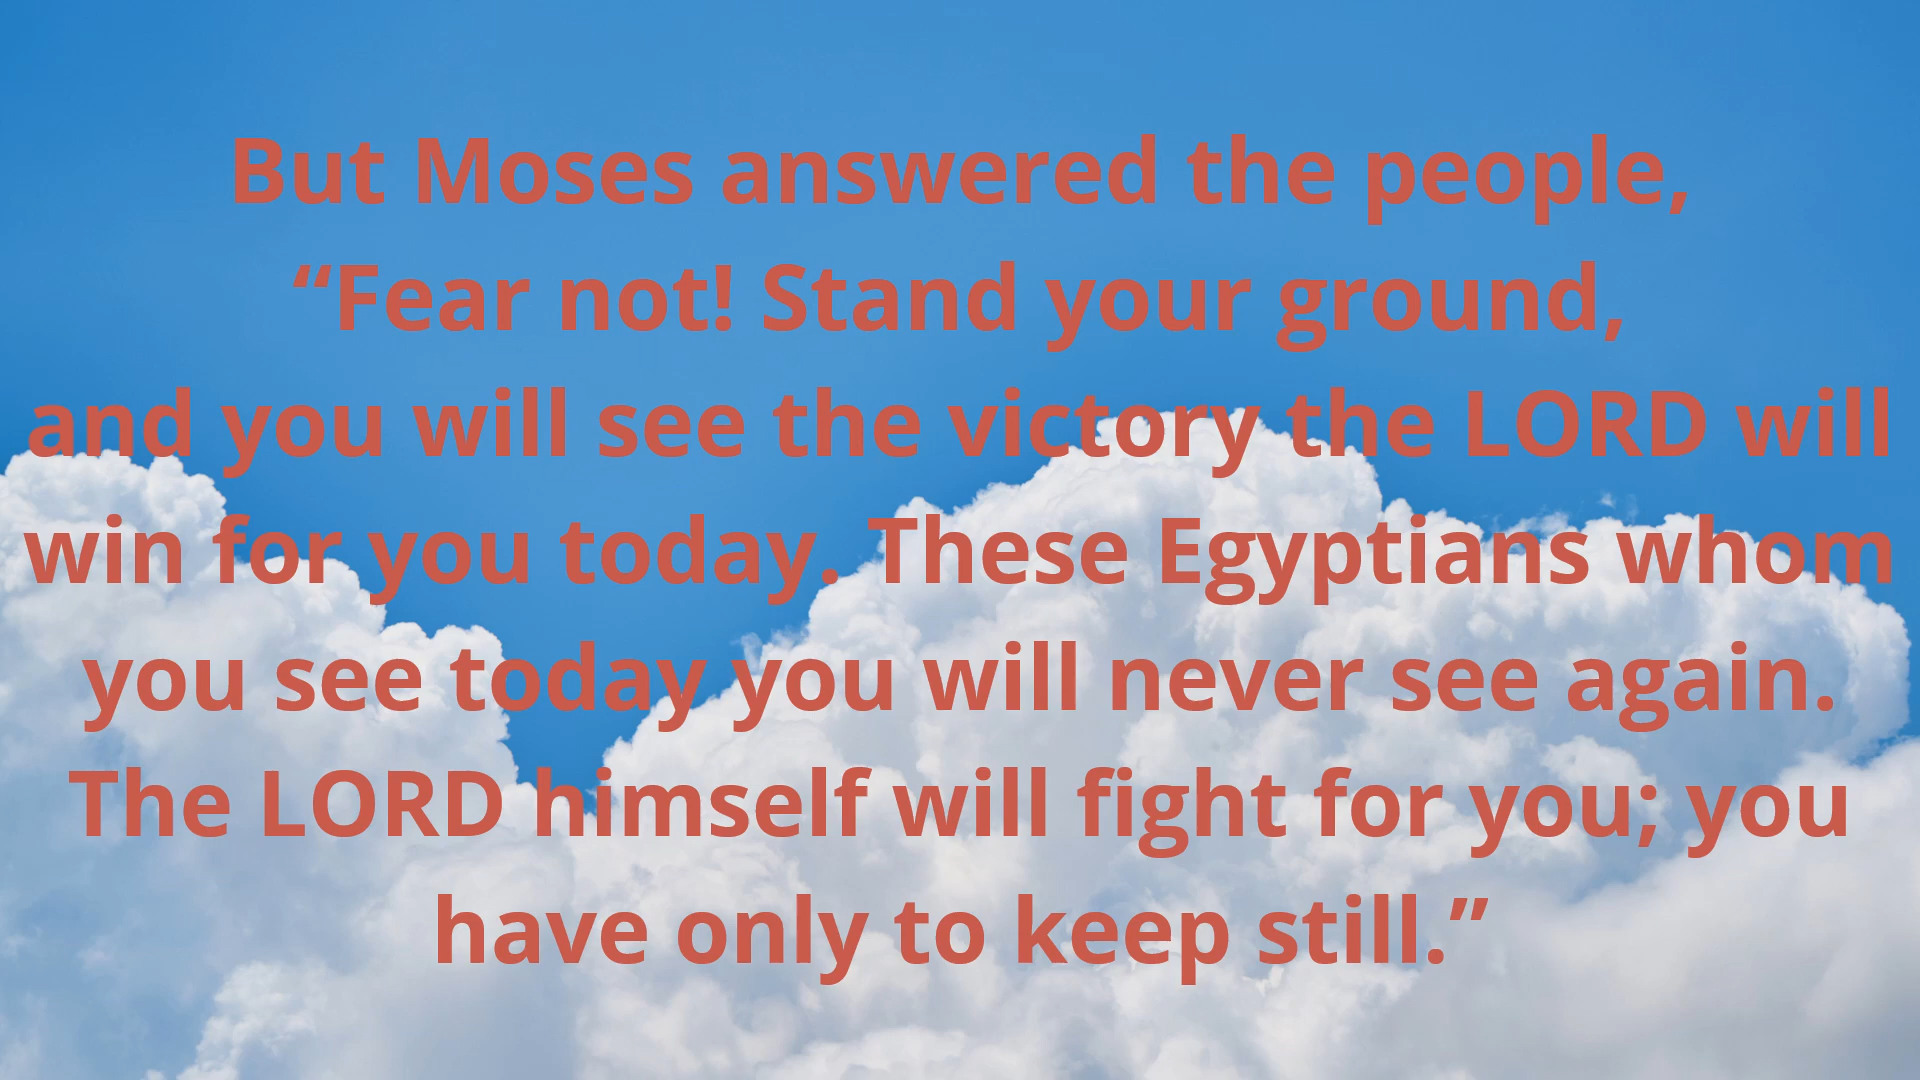 But Moses answered the people,
“Fear not! Stand your ground,
and you will see the victory the LORD will
win for you today. These Egyptians whom
you see today you will never see again.
The LORD himself will fight for you; you
have only to keep still.”